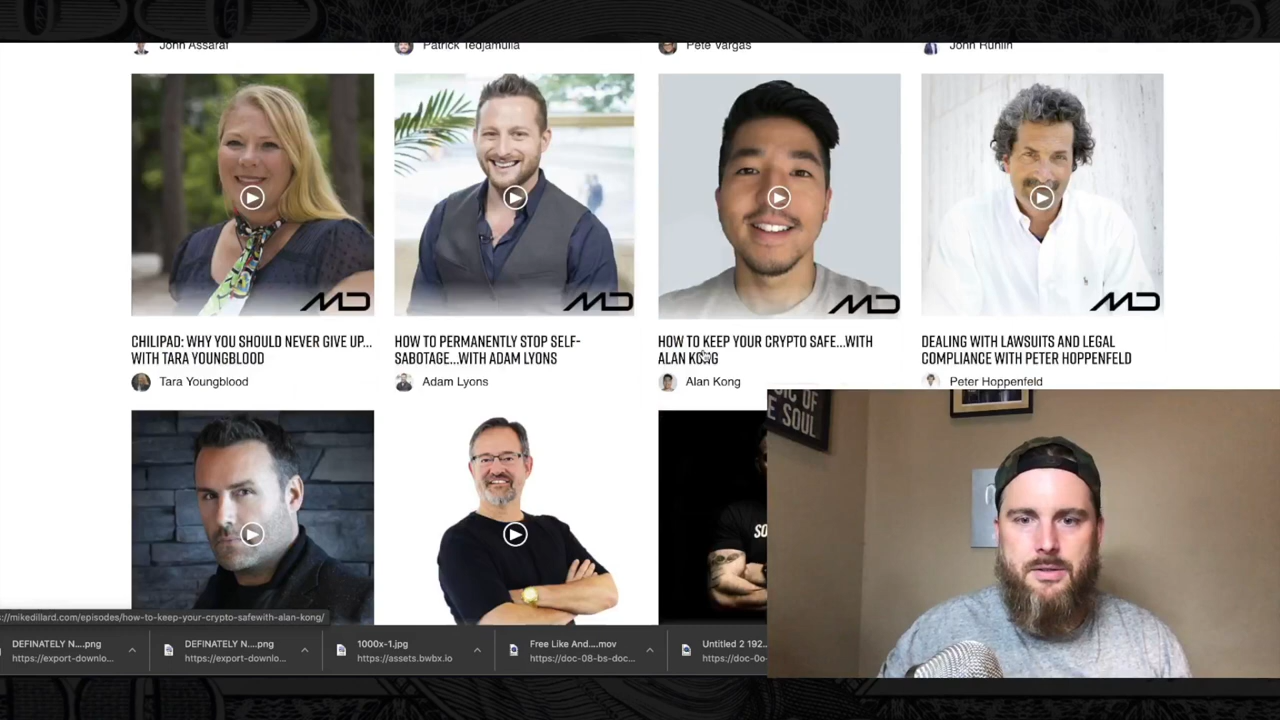 John Assaraf
Patrick Tedjamulia
Pete Vargas
John Ruhlin
MD
MD
MD
MD
CHILIPAD: WHY YOU SHOULD NEVER GIVE UP...
WITH TARA YOUNGBLOOD
Tara Youngblood
HOW TO PERMANENTLY STOP SELF-
SABOTAGE...WITH ADAM LYONS
Adam Lyons
HOW TO KEEP YOUR CRYPTO SAFE...WITH
ALAN KONG
Alan Kong
DEALING WITH LAWSUITS AND LEGAL
COMPLIANCE WITH PETER HOPPENFELD
Peter Hoppenfeld
OF
E SOUL
SO
s://mikedillard.com/episodes/how-to-keep-your-crypto-safewith-alan-kong/
DEFINATELY N....png
https://export-downlo...
DEFINATELY N....png
https://export-downlo...
1000x-1.jpg
https://assets.bwbx.io
Free Like And....mov
https://doc-08-bs-doc...
Untitled 2 192..
https://doc-0o-